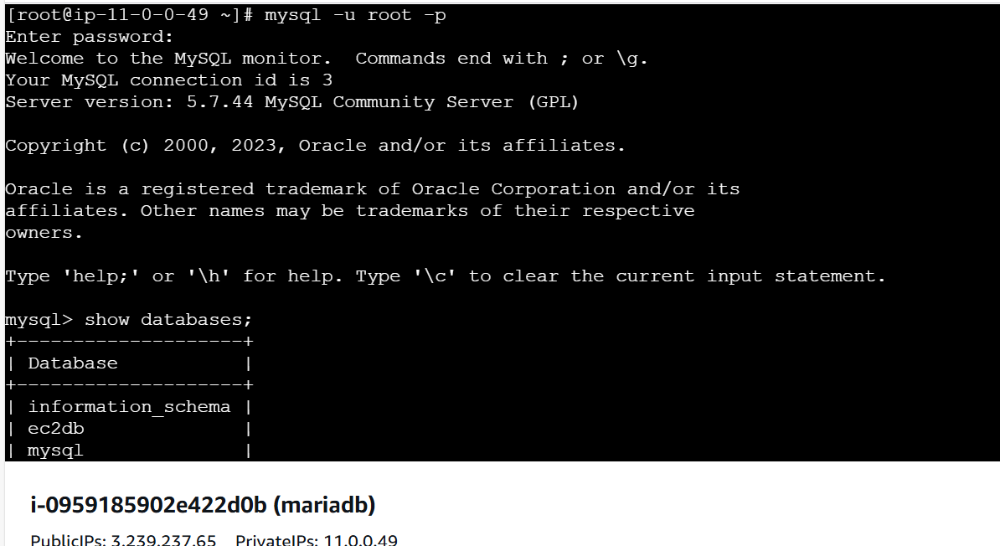 [root@ip-11-0-0-49 ~]# mysql -u root -p
Enter password:
Welcome to the MySQL monitor.  Commands end with ; or \g.
Your MySQL connection id is 3
Server version: 5.7.44 MySQL Community Server (GPL)
Copyright (c) 2000, 2023, Oracle and/or its affiliates.
Oracle is a registered trademark of Oracle Corporation and/or its
affiliates. Other names may be trademarks of their respective
owners.
Type 'help;' or '\h' for help. Type '\c' to clear the current input statement.
mysql> show databases;
+--------------------+
| Database           |
+--------------------+
| information_schema |
| ec2db              |
| mysql              |
i-0959185902e422d0b (mariadb)
PublicIPs: 3.239.237.65    PrivateIPs: 11.0.0.49